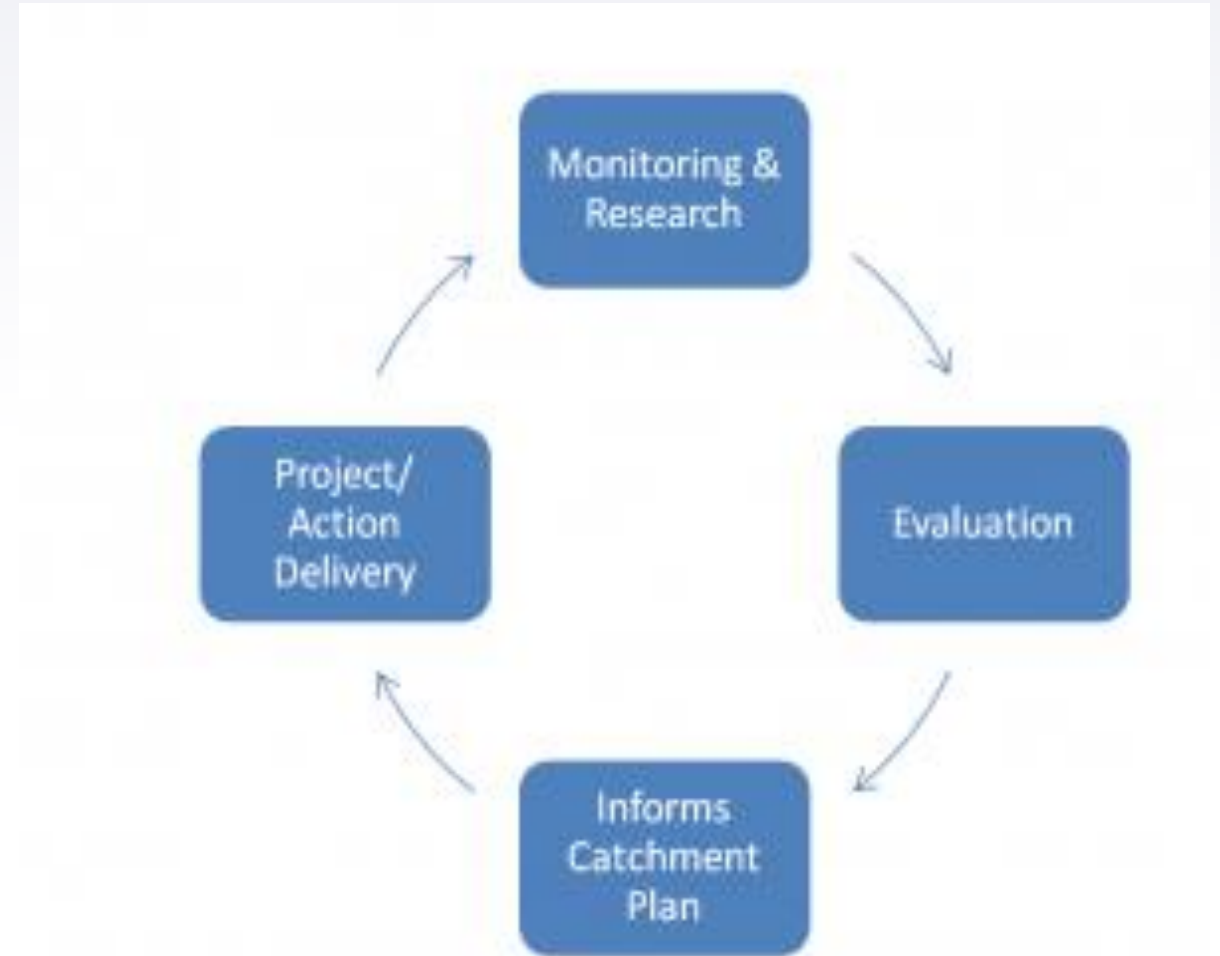 Monitoring &
Research
Evaluation
Informs
Catchment
Plan
Project/
Action
Delivery